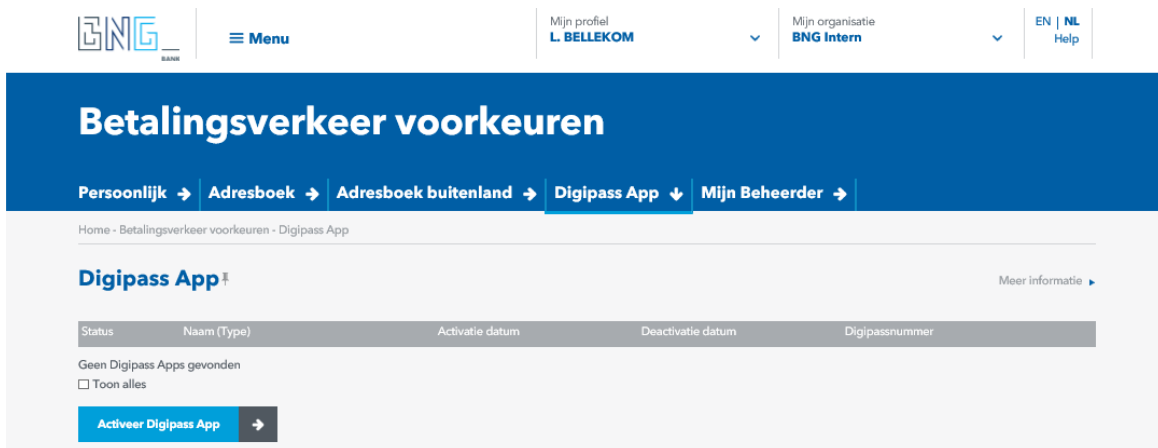 BNG
BANK
Menu
Mijn profiel
L. BELLEKOM
Mijn organisatie
BNG Intern
EN | NL
Help
Betalingsverkeer voorkeuren
Persoonlijk
Adresboek
Adresboek buitenland
Digipass App
Mijn Beheerder
Home - Betalingsverkeer voorkeuren - Digipass App
Digipass App
Meer informatie
Status Naam (Type) Activatie datum Deactivatie datum Digipassnummer
Geen Digipass Apps gevonden
Toon alles
Activeer Digipass App